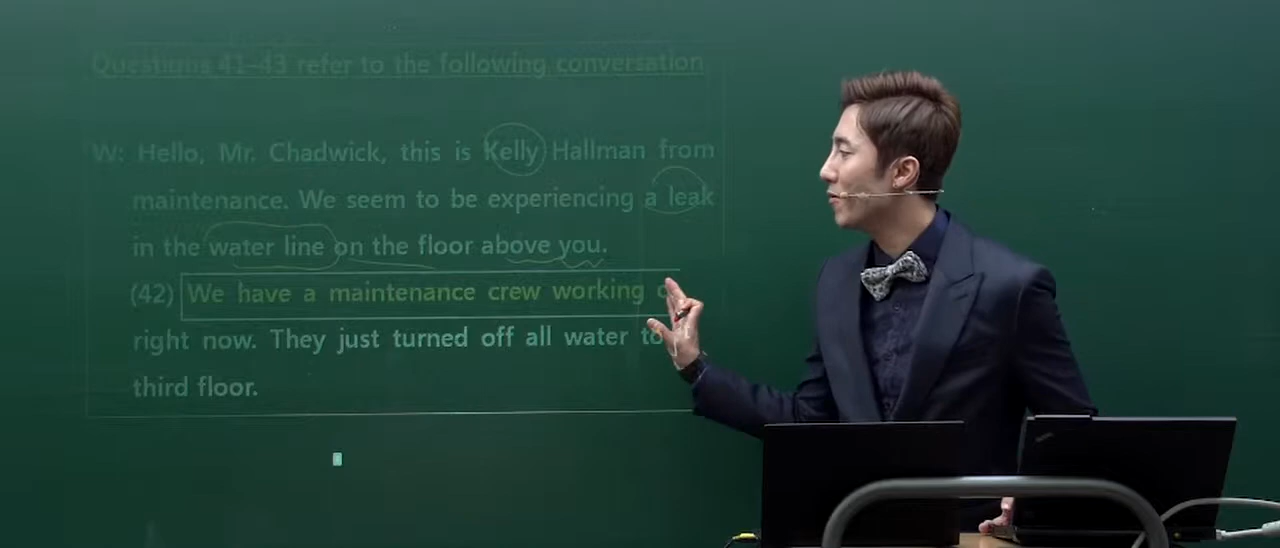 Questions 41–43 refer to the following conversation
W: Hello, Mr. Chadwick, this is Kelly Hallman from
maintenance. We seem to be experiencing a leak
in the water line on the floor above you.
(42) We have a maintenance crew working
right now. They just turned off all water to
third floor.